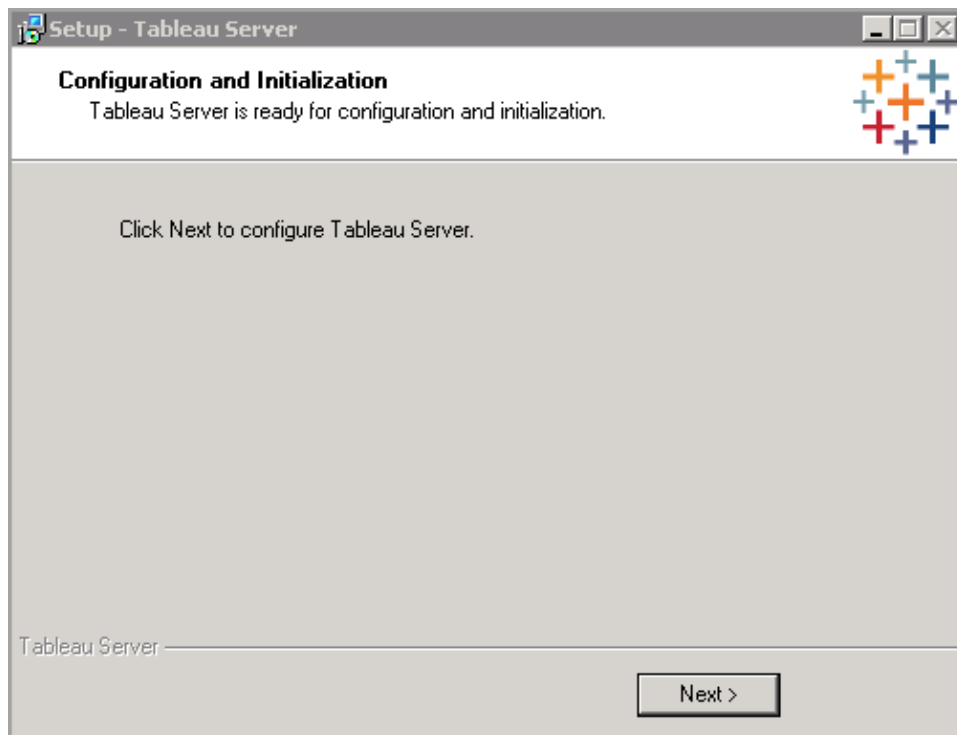 Setup - Tableau Server
Configuration and Initialization
Tableau Server is ready for configuration and initialization.
Click Next to configure Tableau Server.
Tableau Server
Next >